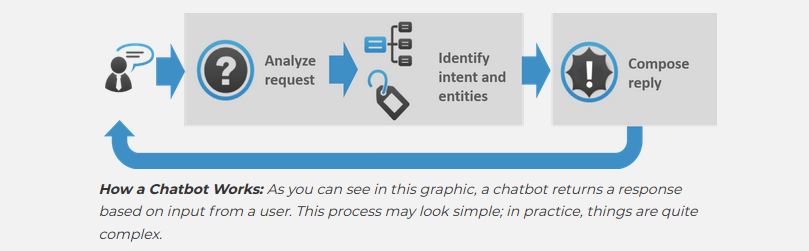 Analyze
request
Identify
intent and
entities
Compose
reply
How a Chatbot Works: As you can see in this graphic, a chatbot returns a response
based on input from a user. This process may look simple; in practice, things are quite
complex.